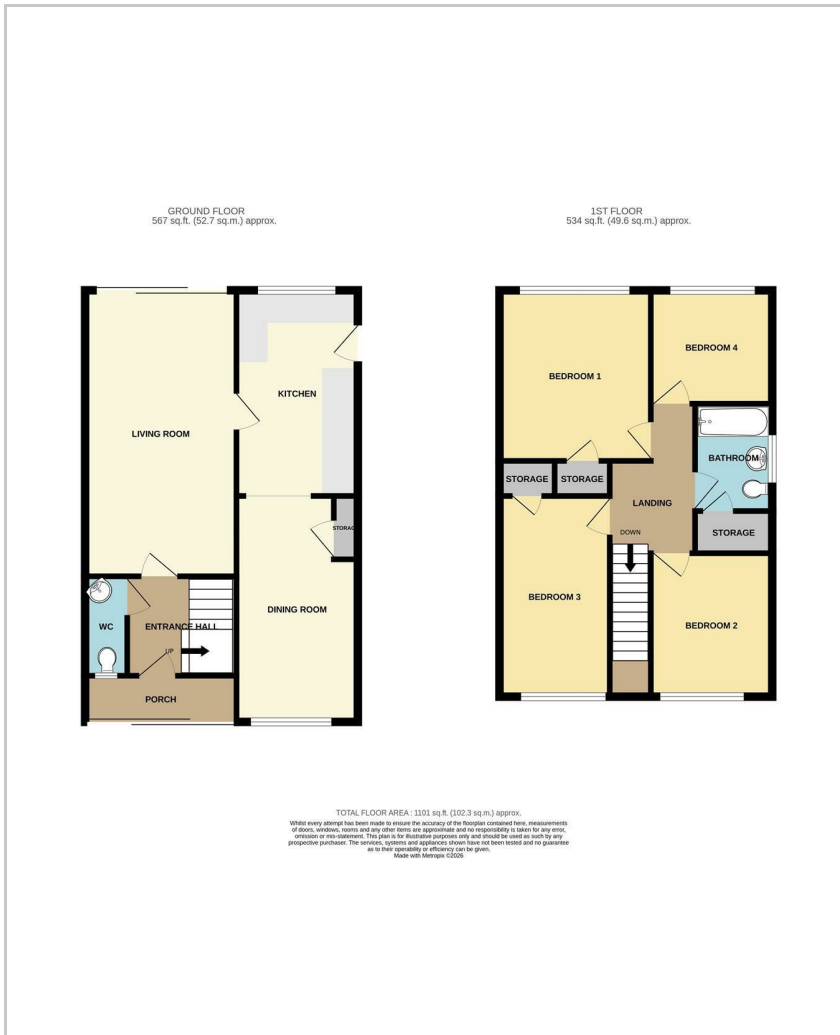 GROUND FLOOR
567 sq.ft. (52.7 sq.m.) approx.
LIVING ROOM
KITCHEN
STORAGE
DINING ROOM
WC
ENTRANCE HALL
UP
PORCH
1ST FLOOR
534 sq.ft. (49.6 sq.m.) approx.
BEDROOM 1
BEDROOM 4
BATHROOM
STORAGE
STORAGE
LANDING
DOWN
STORAGE
BEDROOM 3
BEDROOM 2
TOTAL FLOOR AREA : 1101 sq.ft. (102.3 sq.m.) approx.
Whilst every attempt has been made to ensure the accuracy of the floorplan contained here, measurements
of doors, windows, rooms and any other items are approximate and no responsibility is taken for any error,
omission or mis-statement. This plan is for illustrative purposes only and should be used as such by any
prospective purchaser. The services, systems and appliances shown have not been tested and no guarantee
as to their operability or efficiency can be given.
Made with Metropix ©2026